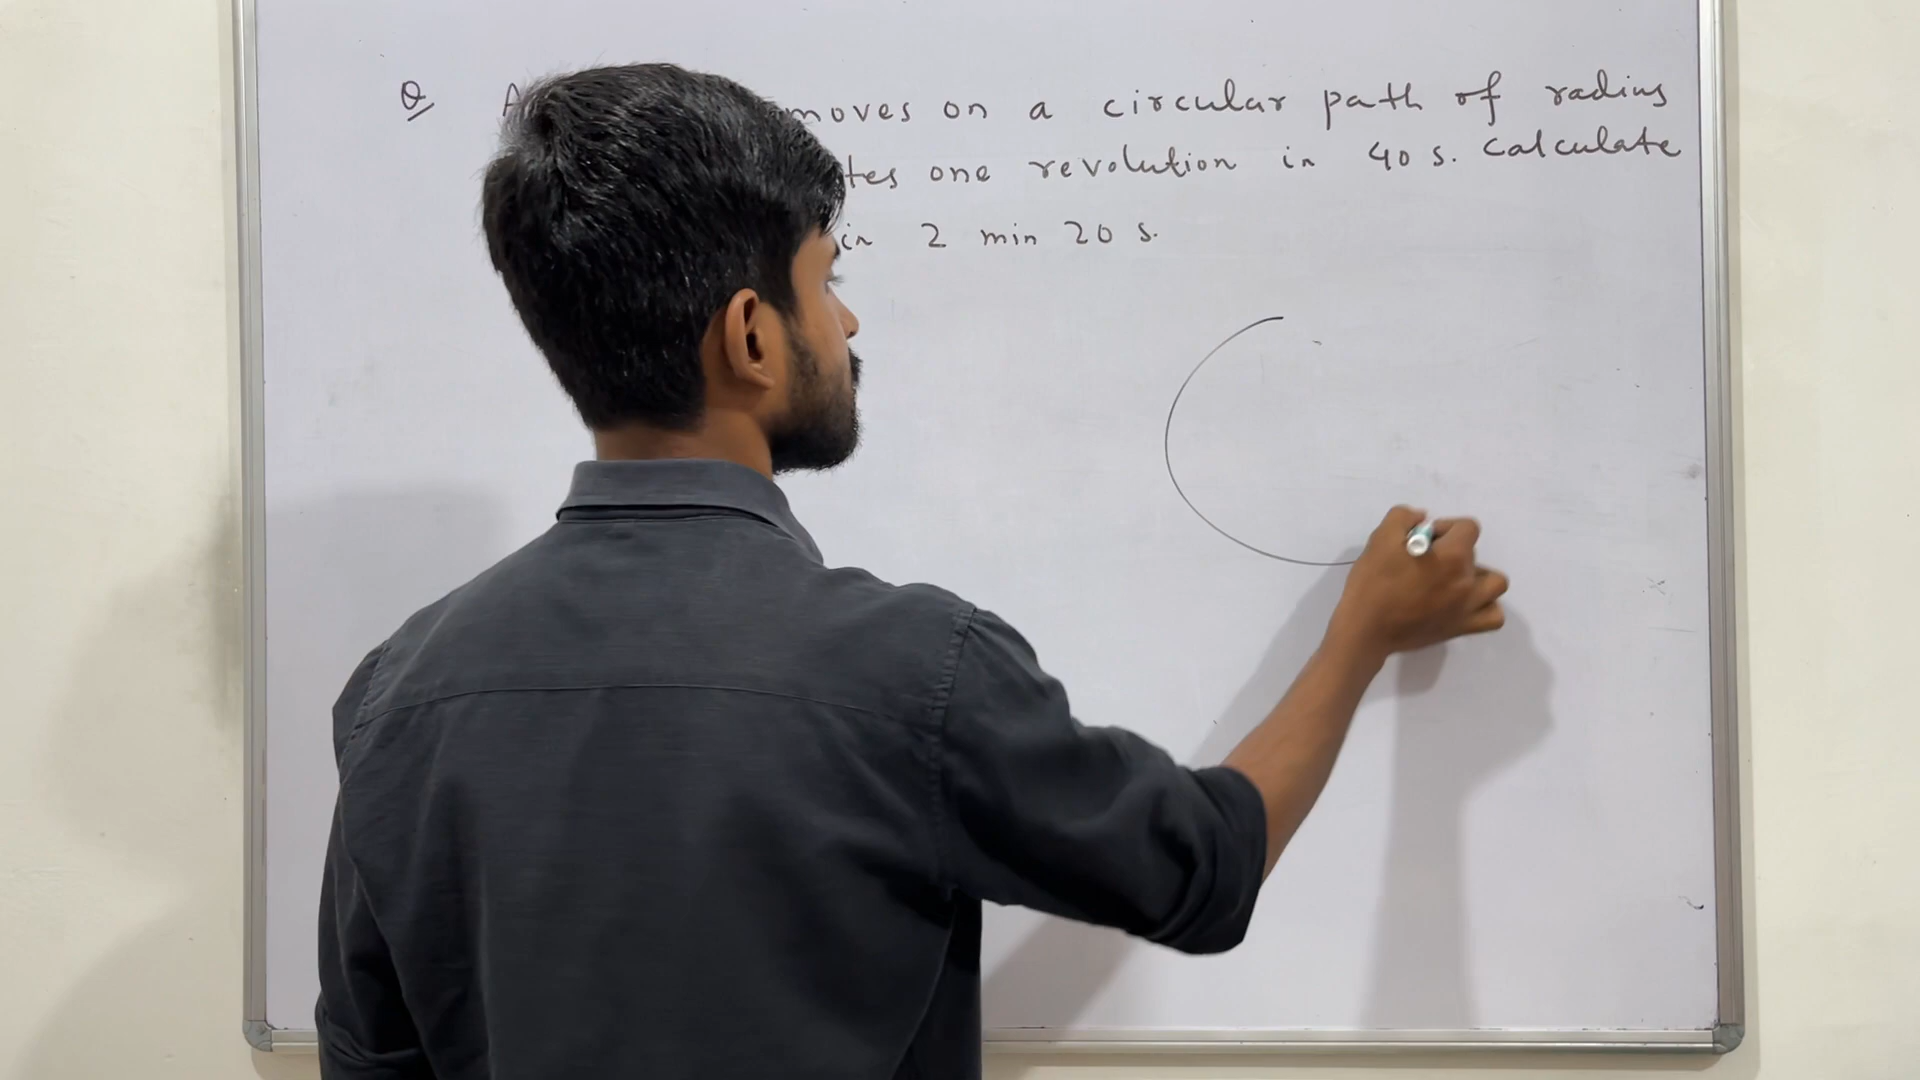 Q A moves on a circular path of radius
tes one revolution in 40 s. Calculate
in 2 min 20 s.